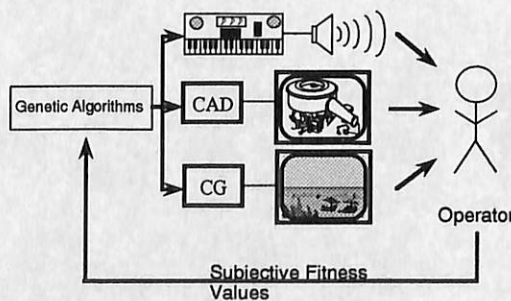 Genetic Algorithms
CAD
CG
Operator
Subjective Fitness
Values